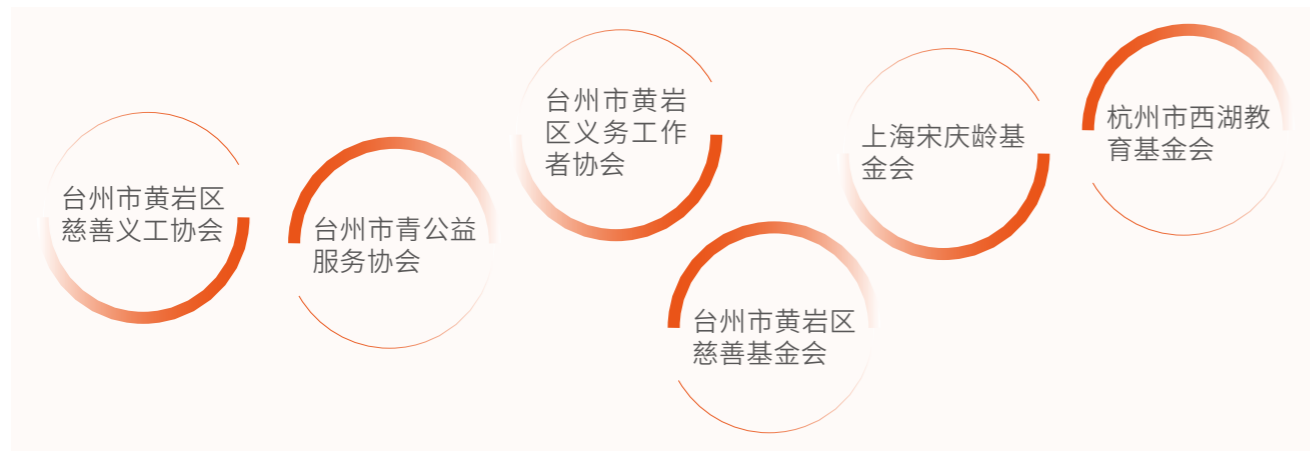 台州市黄岩区
慈善义工协会
台州市青公益
服务协会
台州市黄岩
区义务工作
者协会
台州市黄岩区
慈善基金会
上海宋庆龄基
金会
杭州市西湖教
育基金会